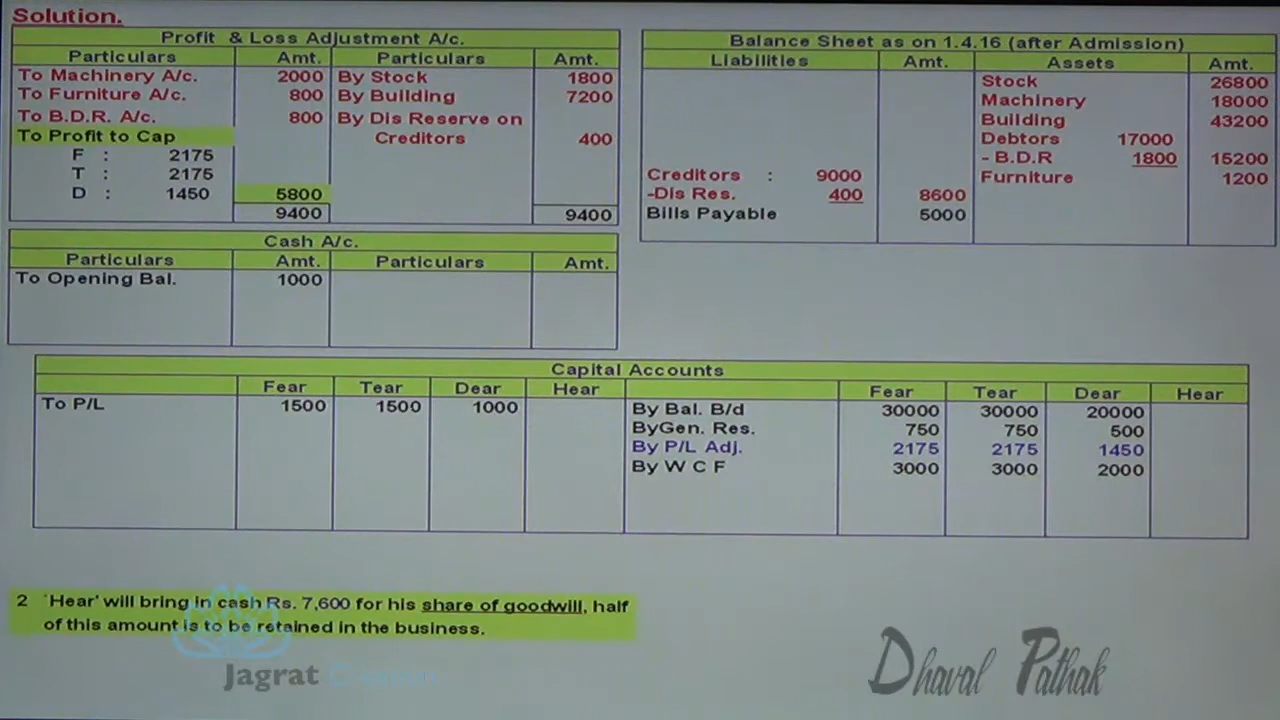 Solution.
Profit & Loss Adjustment A/c.
Particulars Amt. Particulars Amt.
To Machinery A/c. 2000 By Stock 1800
To Furniture A/c. 800 By Building 7200
To B.D.R. A/c. 800 By Dis Reserve on
To Profit to Cap Creditors 400
F : 2175
T : 2175
D : 1450 5800
9400 9400
Balance Sheet as on 1.4.16 (after Admission)
Liabilities Amt. Assets Amt.
Stock 26800
Machinery 18000
Building 43200
Debtors 17000
- B.D.R 1800 15200
Creditors : 9000 Furniture 1200
-Dis Res. 400 8600
Bills Payable 5000
Cash A/c.
Particulars Amt. Particulars Amt.
To Opening Bal. 1000
Capital Accounts
Fear Tear Dear Hear Fear Tear Dear Hear
To P/L 1500 1500 1000 By Bal. B/d 30000 30000 20000
ByGen. Res. 750 750 500
By P/L Adj. 2175 2175 1450
By W C F 3000 3000 2000
2 'Hear' will bring in cash Rs. 7,600 for his share of goodwill, half
of this amount is to be retained in the business.
Jagrat Creation
Dhaval Pathak